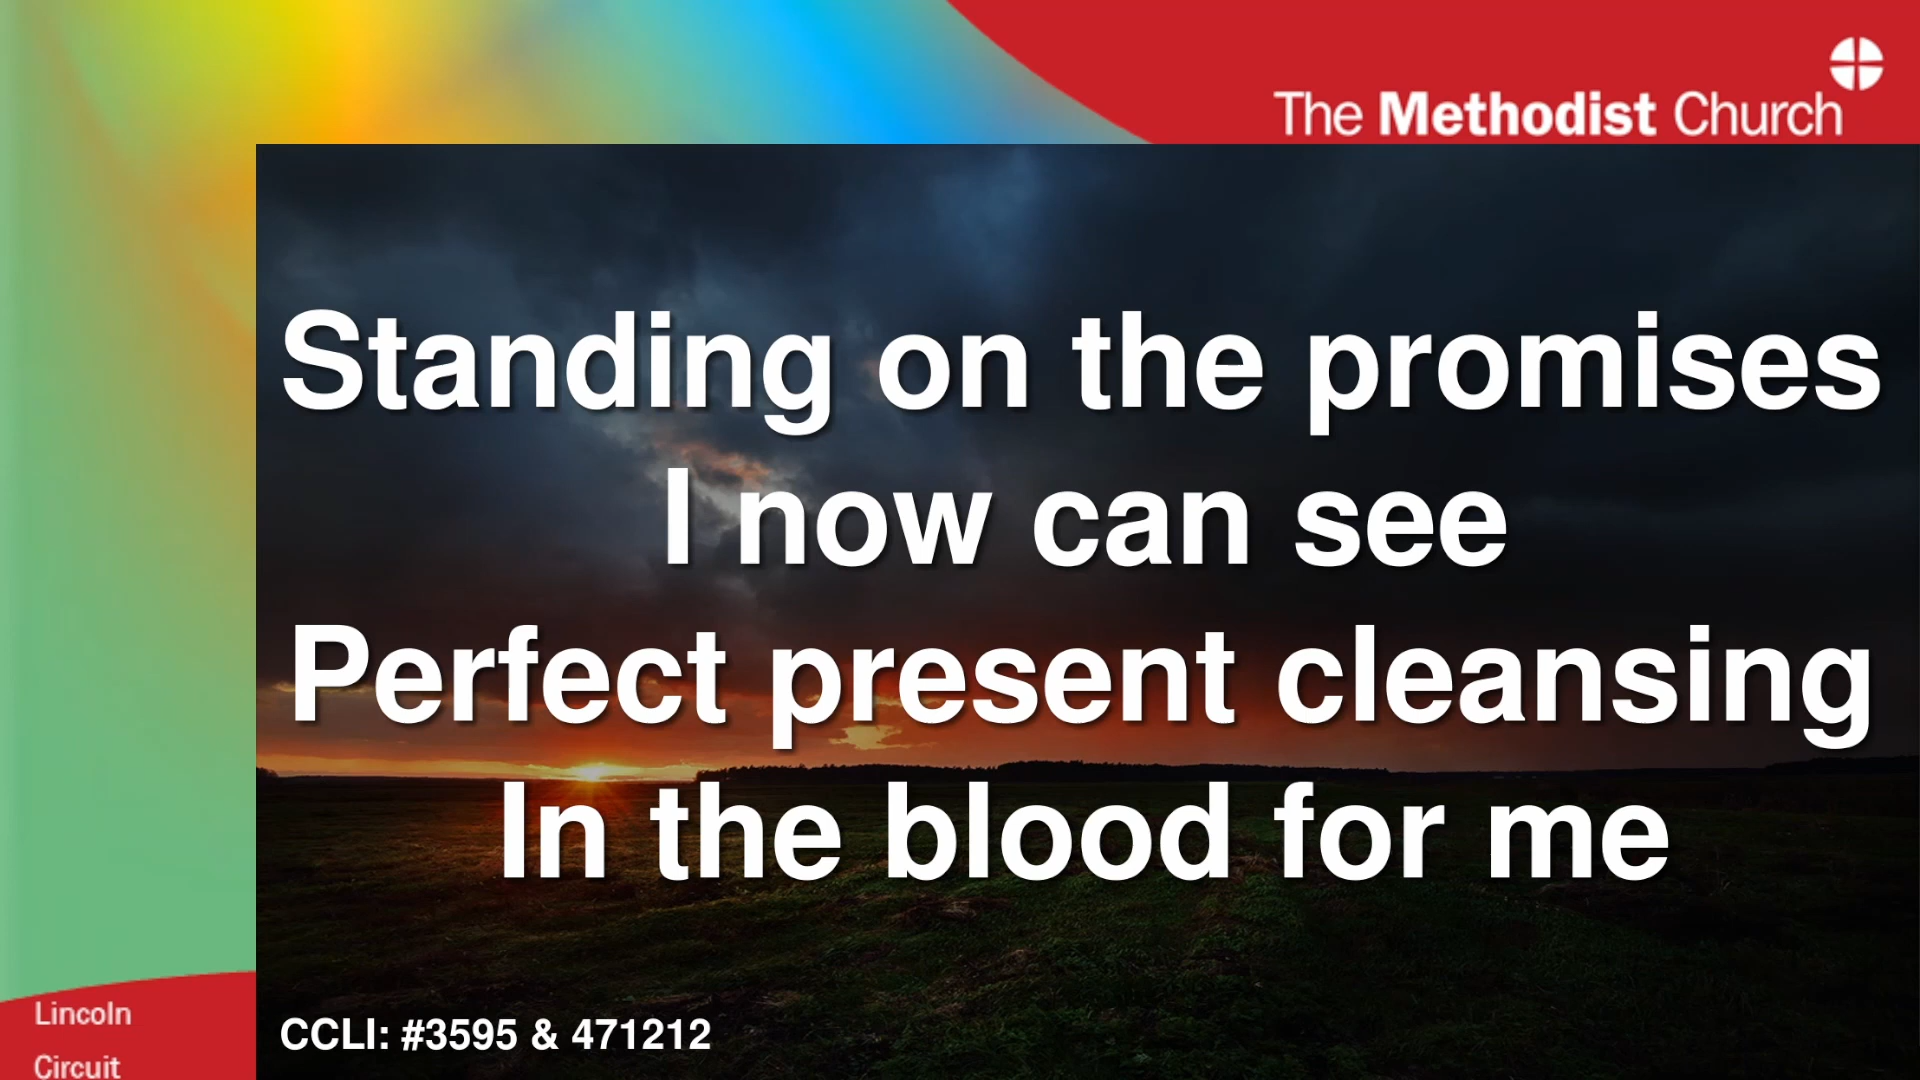 The Methodist Church
Standing on the promises
I now can see
Perfect present cleansing
In the blood for me
Lincoln
Circuit
CCLI: #3595 & 471212